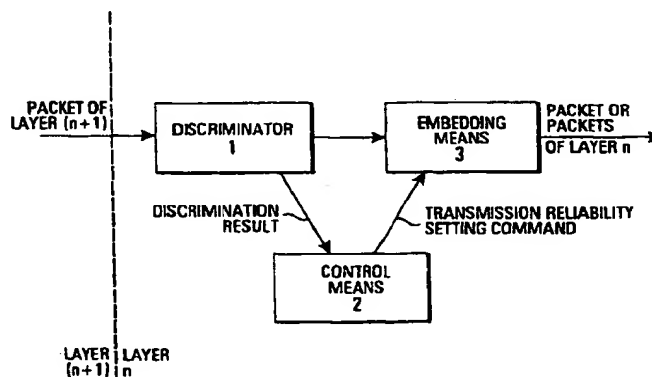 PACKET OF
LAYER (n+1)
DISCRIMINATOR
1
EMBEDDING
MEANS
3
PACKET OR
PACKETS
OF LAYER n
DISCRIMINATION
RESULT
TRANSMISSION RELIABILITY
SETTING COMMAND
CONTROL
MEANS
2
LAYER
(n+1)
LAYER
n